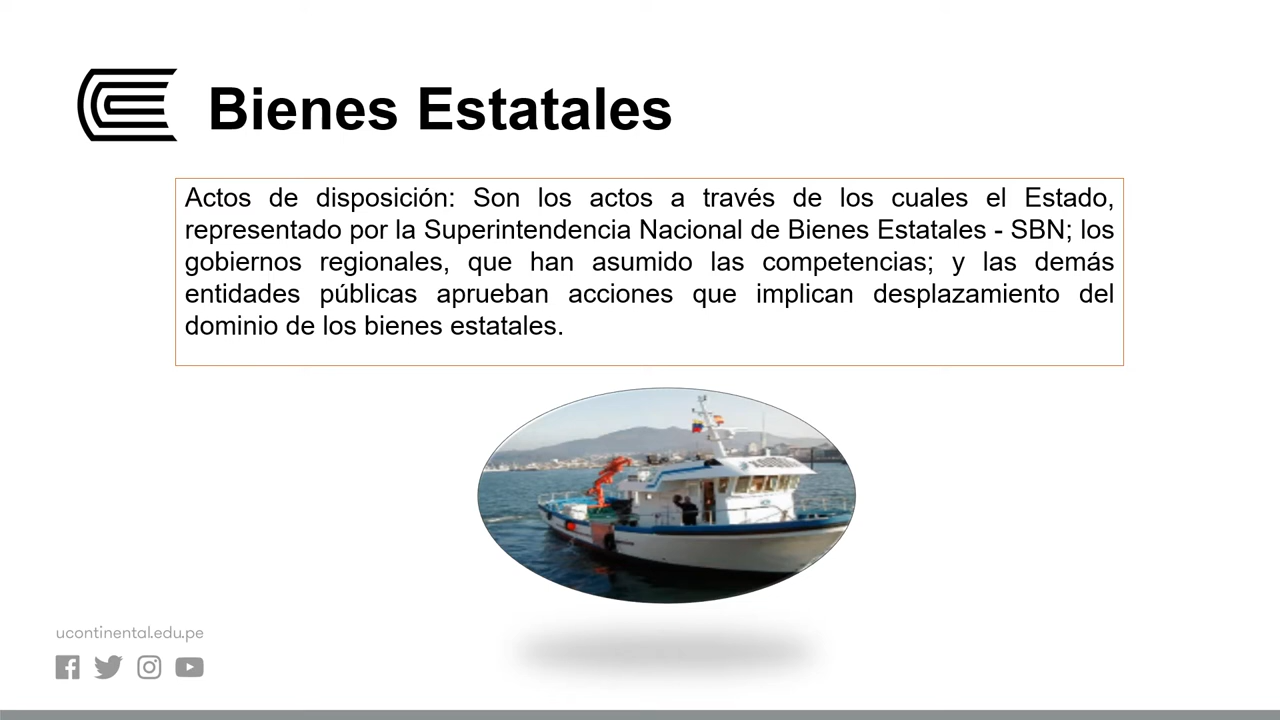 Bienes Estatales
Actos de disposición: Son los actos a través de los cuales el Estado,
representado por la Superintendencia Nacional de Bienes Estatales - SBN; los
gobiernos regionales, que han asumido las competencias; y las demás
entidades públicas aprueban acciones que implican desplazamiento del
dominio de los bienes estatales.
ucontinental.edu.pe